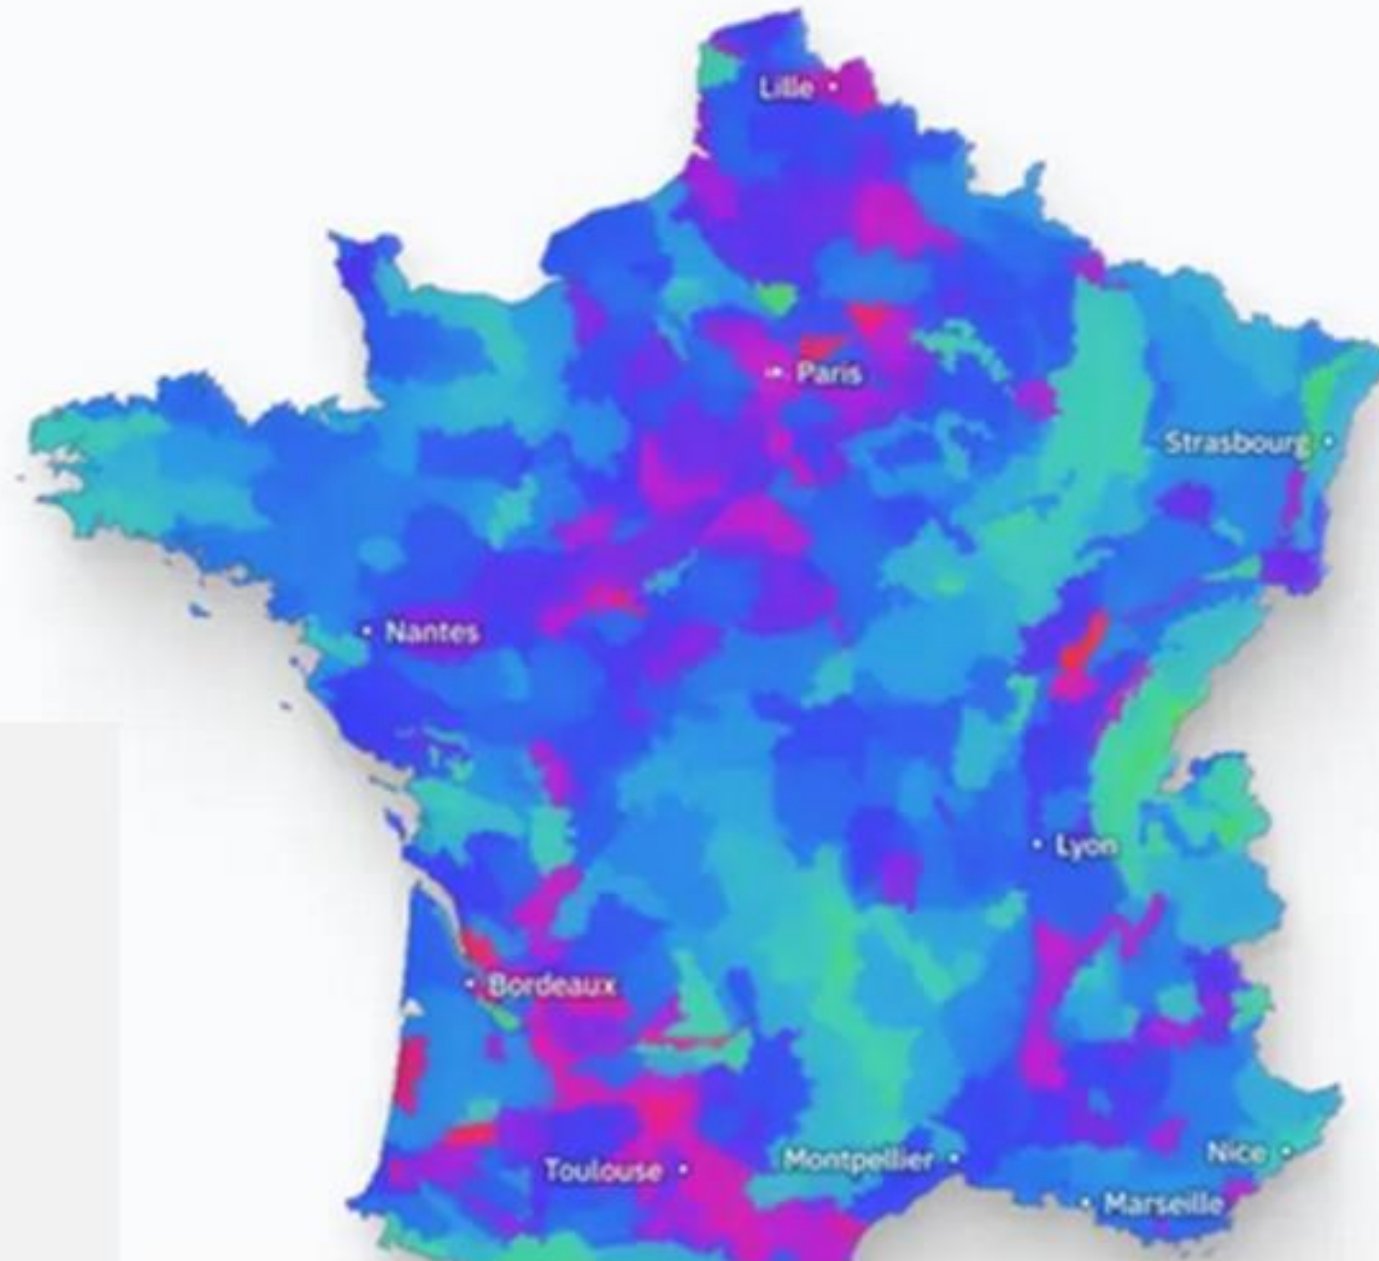 Lille
Paris
Strasbourg
Nantes
Lyon
Bordeaux
Toulouse
Montpellier
Nice
Marseille